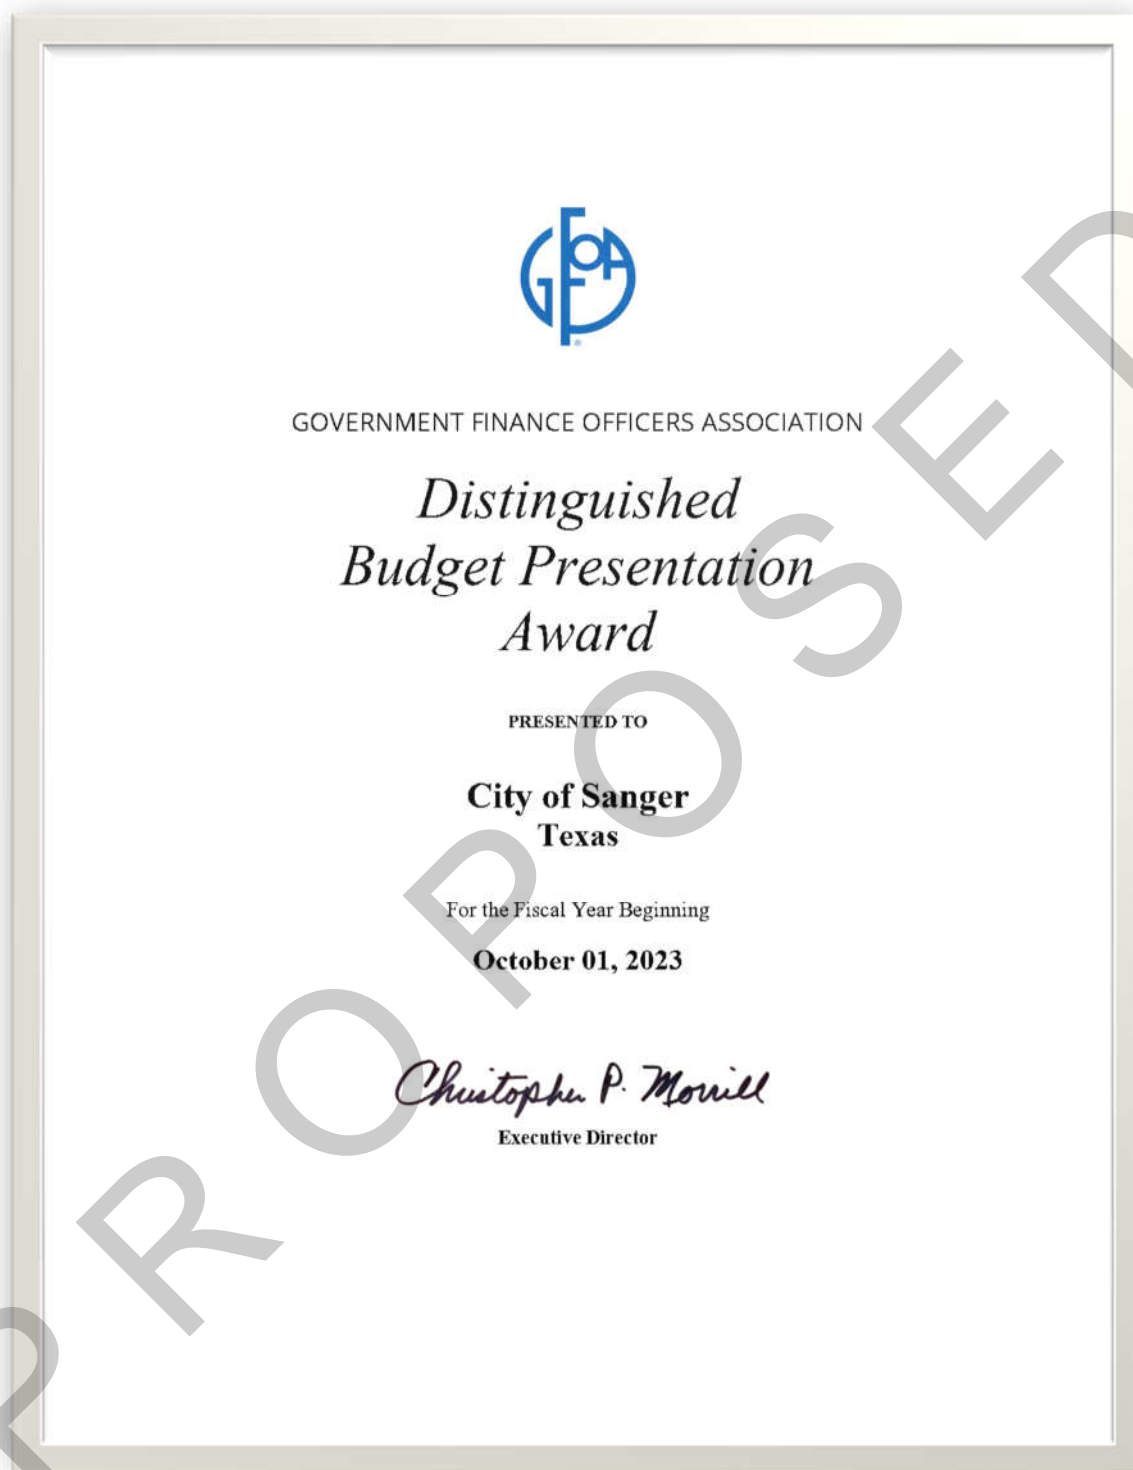 GFOA
GOVERNMENT FINANCE OFFICERS ASSOCIATION
Distinguished
Budget Presentation
Award
PRESENTED TO
City of Sanger
Texas
For the Fiscal Year Beginning
October 01, 2023
Christopher P. Morrill
Executive Director
PROPOSED